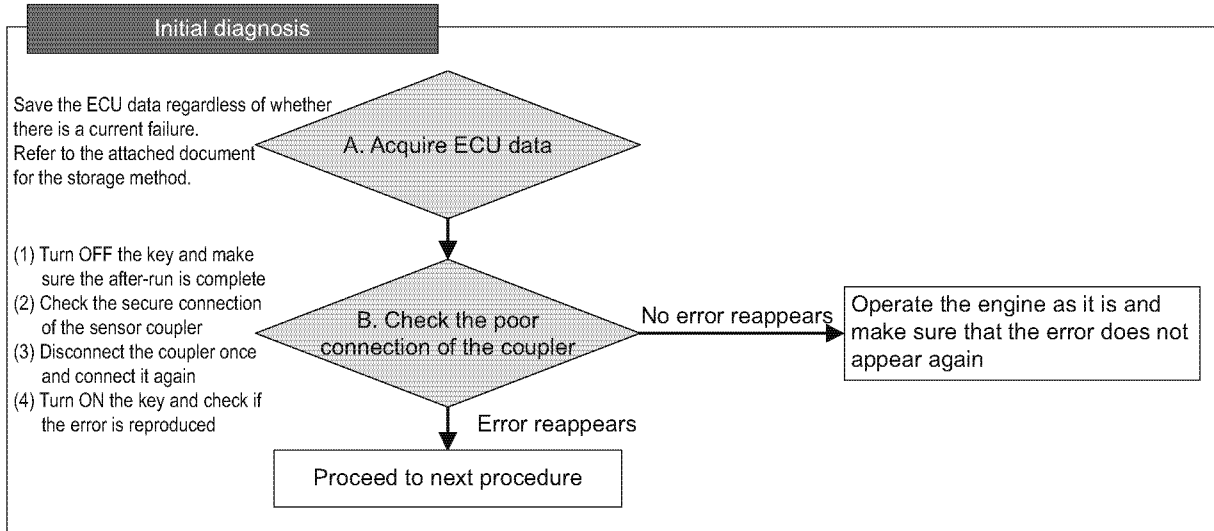 Initial diagnosis
Save the ECU data regardless of whether
there is a current failure.
Refer to the attached document
for the storage method.
A. Acquire ECU data
(1) Turn OFF the key and make
sure the after-run is complete
(2) Check the secure connection
of the sensor coupler
(3) Disconnect the coupler once
and connect it again
(4) Turn ON the key and check if
the error is reproduced
B. Check the poor
connection of the coupler
No error reappears
Operate the engine as it is and
make sure that the error does not
appear again
Error reappears
Proceed to next procedure